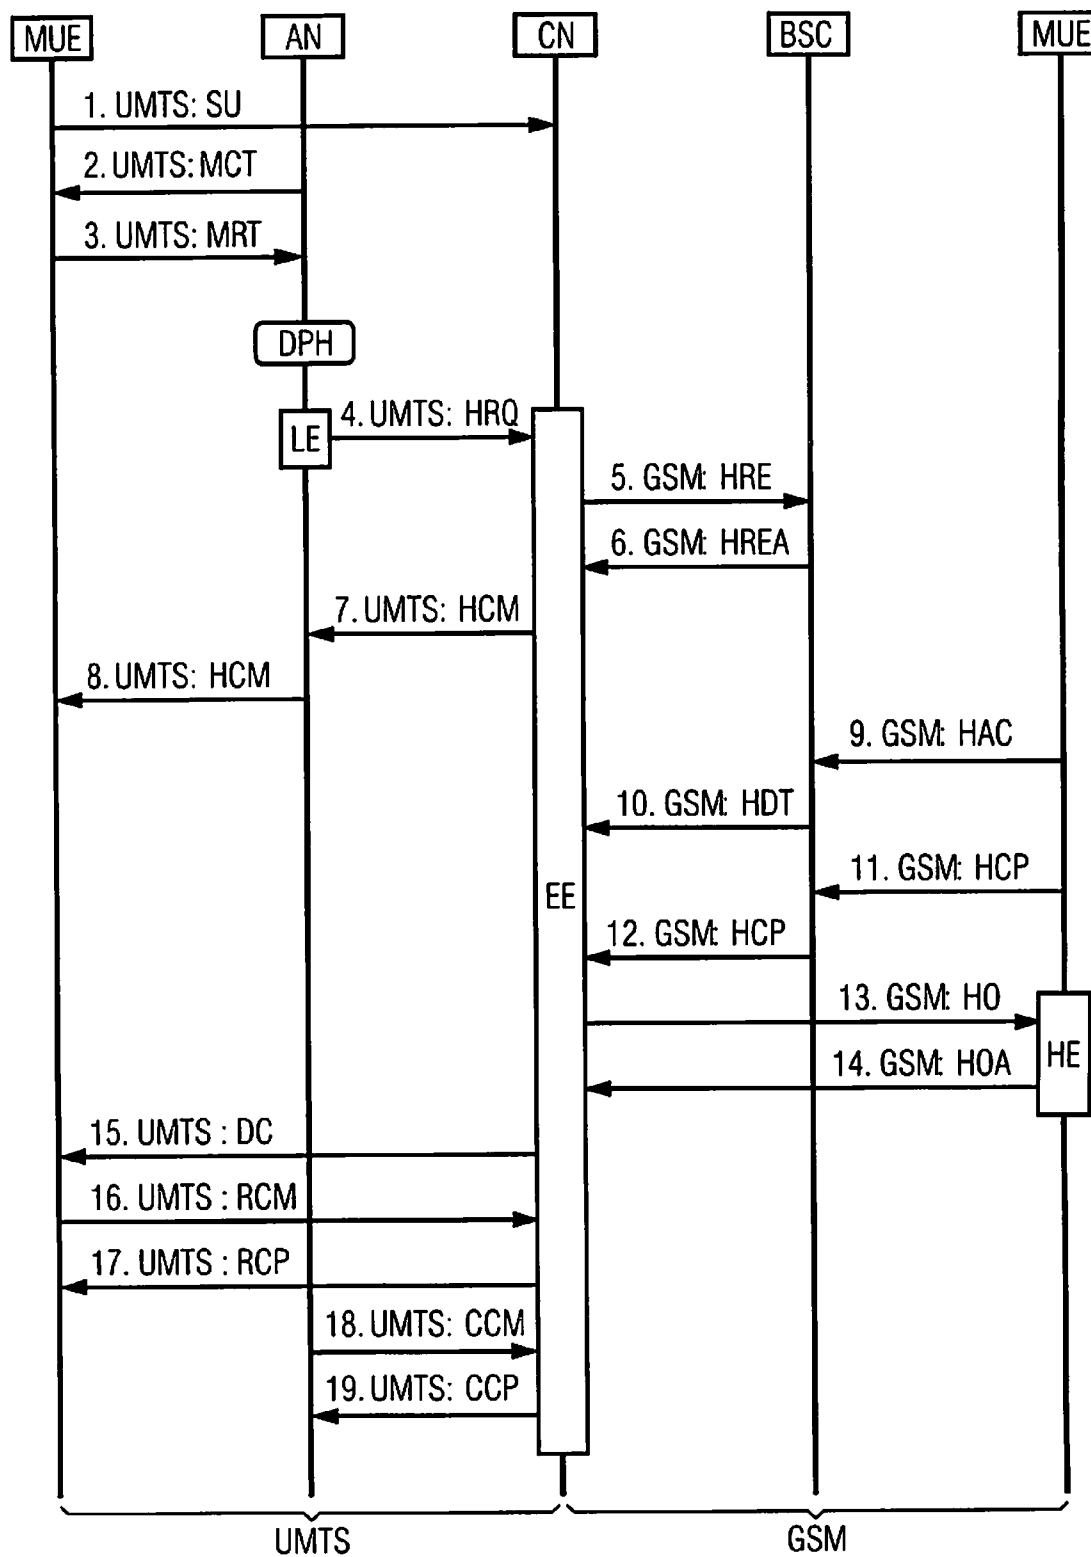 MUE AN CN BSC MUE
1. UMTS: SU
2. UMTS: MCT
3. UMTS: MRT
DPH
LE
4. UMTS: HRQ
5. GSM: HRE
6. GSM: HREA
7. UMTS: HCM
8. UMTS: HCM
9. GSM: HAC
10. GSM: HDT
EE
11. GSM: HCP
12. GSM: HCP
13. GSM: HO
HE
14. GSM: HOA
15. UMTS : DC
16. UMTS : RCM
17. UMTS : RCP
18. UMTS: CCM
19. UMTS: CCP
UMTS GSM